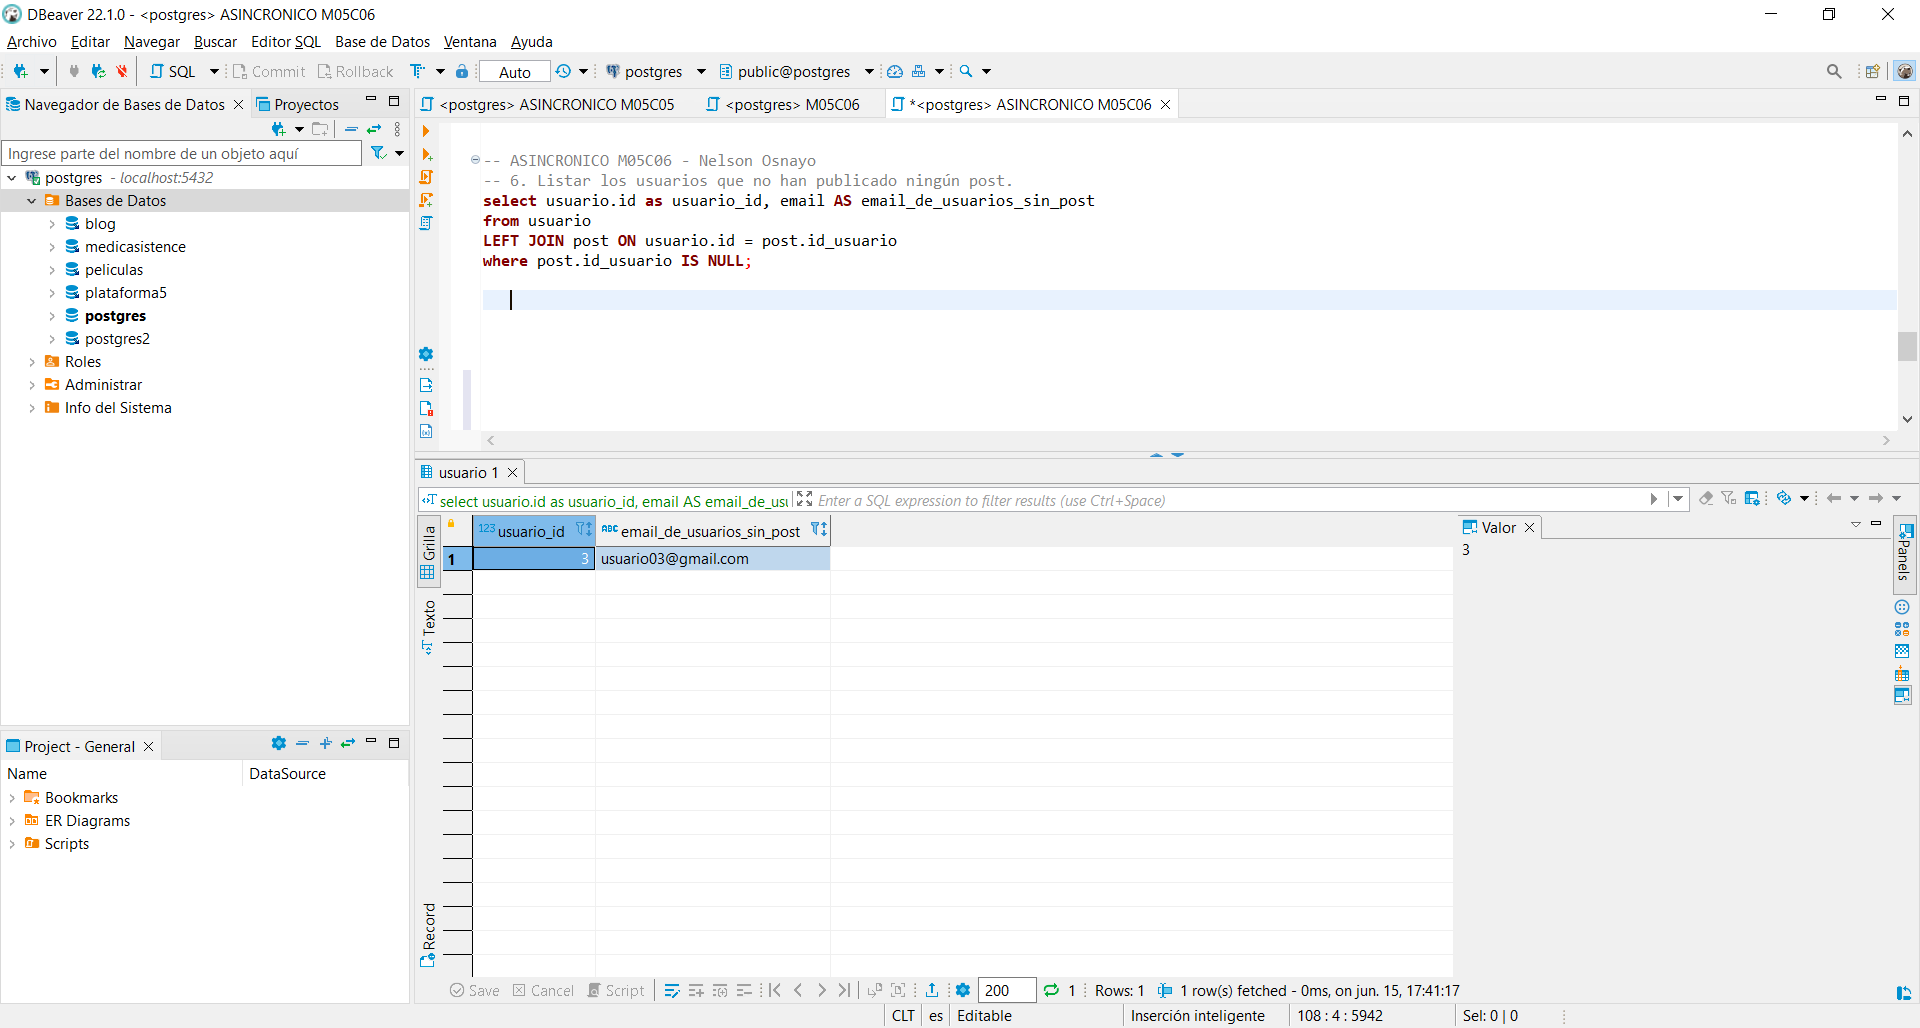 DBeaver 22.1.0 - <postgres> ASINCRONICO M05C06
Archivo Editar Navegar Buscar Editor SQL Base de Datos Ventana Ayuda
SQL Commit Rollback Auto postgres public@postgres
Navegador de Bases de Datos Proyectos
Ingrese parte del nombre de un objeto aquí
postgres - localhost:5432
Bases de Datos
blog
medicasistence
peliculas
plataforma5
postgres
postgres2
Roles
Administrar
Info del Sistema
Project - General
Name DataSource
Bookmarks
ER Diagrams
Scripts
<postgres> ASINCRONICO M05C05 <postgres> M05C06 *<postgres> ASINCRONICO M05C06
-- ASINCRONICO M05C06 - Nelson Osnayo
-- 6. Listar los usuarios que no han publicado ningún post.
select usuario.id as usuario_id, email AS email_de_usuarios_sin_post
from usuario
LEFT JOIN post ON usuario.id = post.id_usuario
where post.id_usuario IS NULL;
usuario 1
select usuario.id as usuario_id, email AS email_de_usu
Enter a SQL expression to filter results (use Ctrl+Space)
Grilla
Texto
Record
123 usuario_id ABC email_de_usuarios_sin_post
1 3 usuario03@gmail.com
Valor
3
Panels
Save Cancel Script 200 1 Rows: 1 1 row(s) fetched - 0ms, on jun. 15, 17:41:17
CLT es Editable Inserción inteligente 108 : 4 : 5942 Sel: 0 | 0